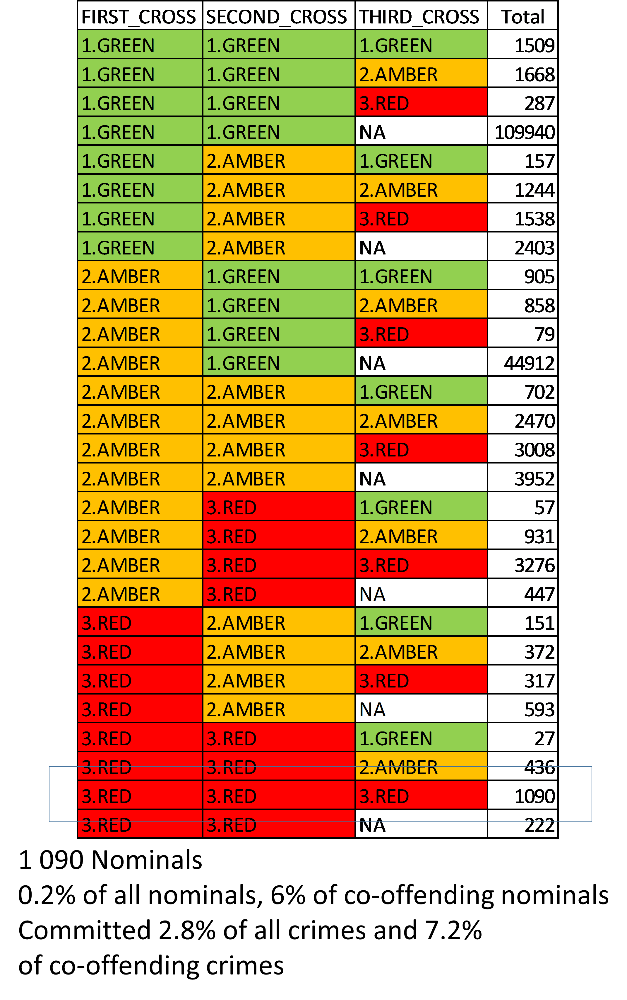 FIRST_CROSS SECOND_CROSS THIRD_CROSS Total
1.GREEN 1.GREEN 1.GREEN 1509
1.GREEN 1.GREEN 2.AMBER 1668
1.GREEN 1.GREEN 3.RED 287
1.GREEN 1.GREEN NA 109940
1.GREEN 2.AMBER 1.GREEN 157
1.GREEN 2.AMBER 2.AMBER 1244
1.GREEN 2.AMBER 3.RED 1538
1.GREEN 2.AMBER NA 2403
2.AMBER 1.GREEN 1.GREEN 905
2.AMBER 1.GREEN 2.AMBER 858
2.AMBER 1.GREEN 3.RED 79
2.AMBER 1.GREEN NA 44912
2.AMBER 2.AMBER 1.GREEN 702
2.AMBER 2.AMBER 2.AMBER 2470
2.AMBER 2.AMBER 3.RED 3008
2.AMBER 2.AMBER NA 3952
2.AMBER 3.RED 1.GREEN 57
2.AMBER 3.RED 2.AMBER 931
2.AMBER 3.RED 3.RED 3276
2.AMBER 3.RED NA 447
3.RED 2.AMBER 1.GREEN 151
3.RED 2.AMBER 2.AMBER 372
3.RED 2.AMBER 3.RED 317
3.RED 2.AMBER NA 593
3.RED 3.RED 1.GREEN 27
3.RED 3.RED 2.AMBER 436
3.RED 3.RED 3.RED 1090
3.RED 3.RED NA 222
1 090 Nominals
0.2% of all nominals, 6% of co-offending nominals
Committed 2.8% of all crimes and 7.2%
of co-offending crimes